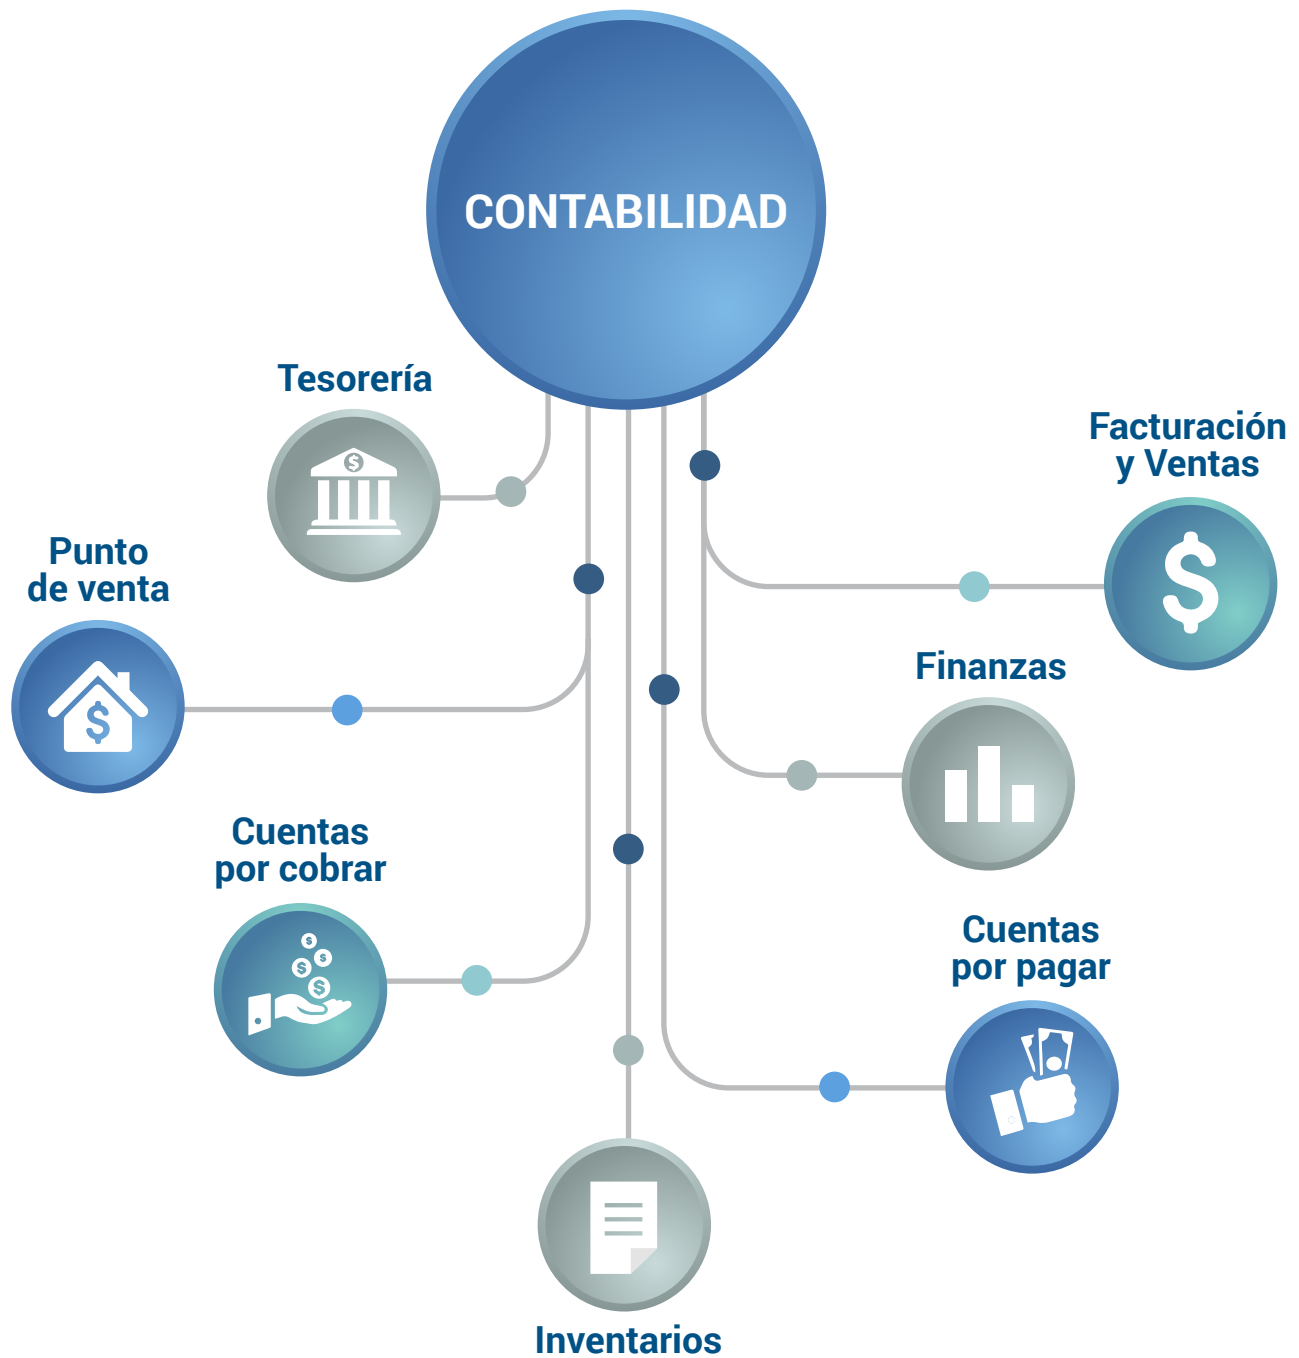 CONTABILIDAD
Tesorería
Facturación
y Ventas
Punto
de venta
Finanzas
Cuentas
por cobrar
Cuentas
por pagar
Inventarios